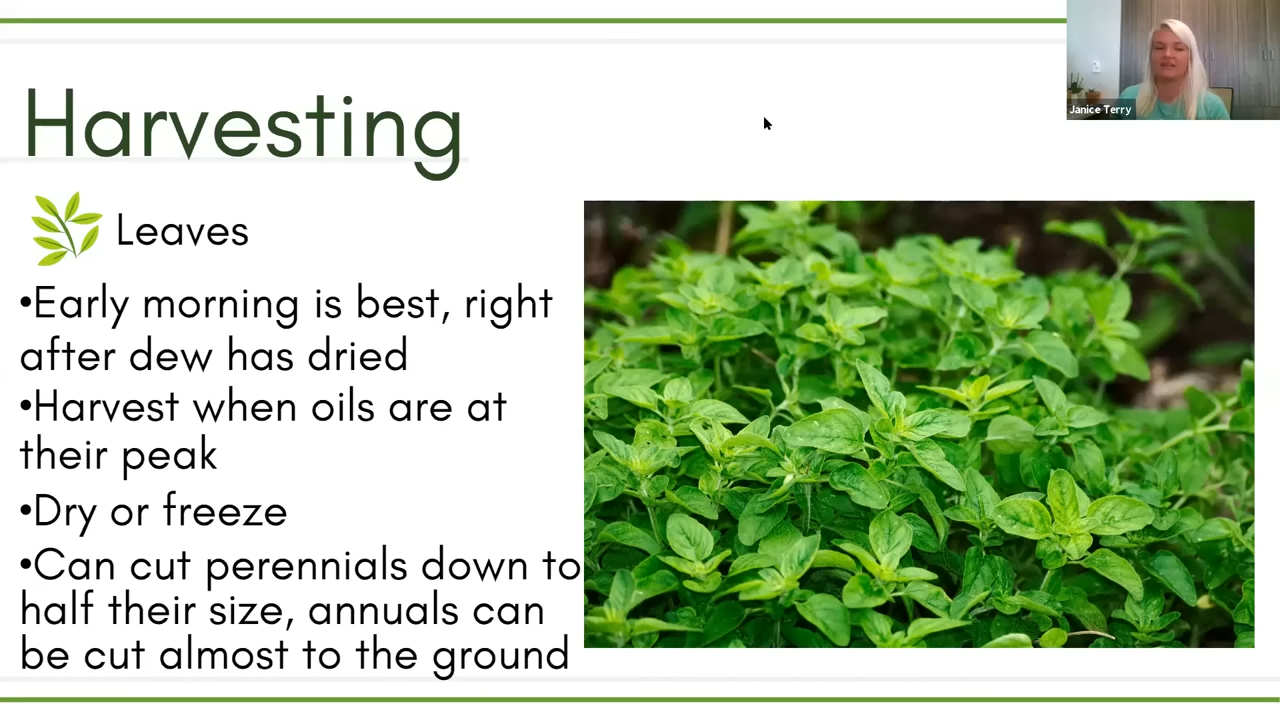 Janice Terry
Harvesting
Leaves
•Early morning is best, right
after dew has dried
•Harvest when oils are at
their peak
•Dry or freeze
•Can cut perennials down to
half their size, annuals can
be cut almost to the ground